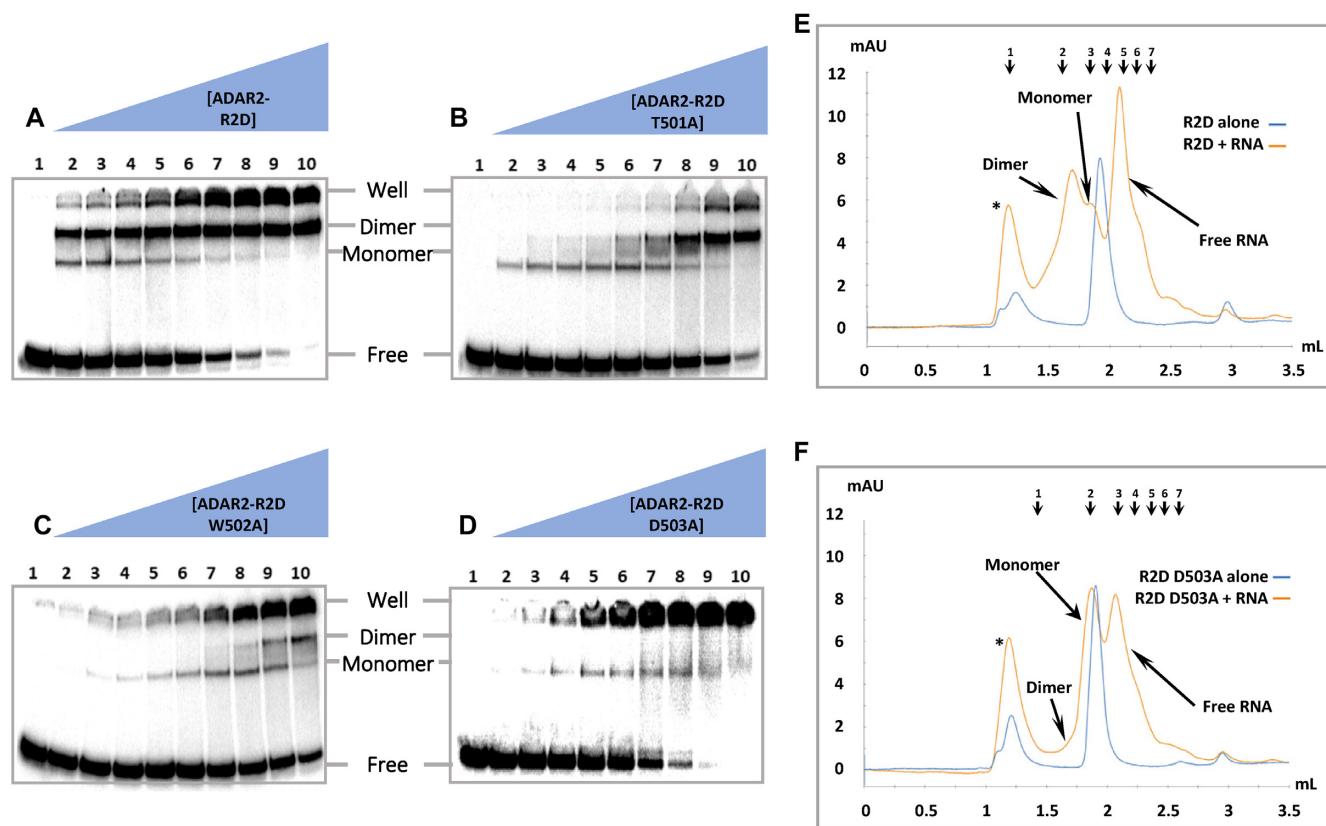 A
[ADAR2-
R2D]
1 2 3 4 5 6 7 8 9 10
B
[ADAR2-R2D
T501A]
1 2 3 4 5 6 7 8 9 10
Well
Dimer
Monomer
Free
C
[ADAR2-R2D
W502A]
1 2 3 4 5 6 7 8 9 10
D
[ADAR2-R2D
D503A]
1 2 3 4 5 6 7 8 9 10
Well
Dimer
Monomer
Free
E
mAU
1 2 3 4 5 6 7
12
10
8
6
4
2
0
Monomer
Dimer
*
R2D alone
R2D + RNA
Free RNA
mL
0 0.5 1 1.5 2 2.5 3 3.5
F
mAU
1 2 3 4 5 6 7
12
10
8
6
4
2
0
Monomer
R2D D503A alone
R2D D503A + RNA
*
Dimer
Free RNA
mL
0 0.5 1 1.5 2 2.5 3 3.5